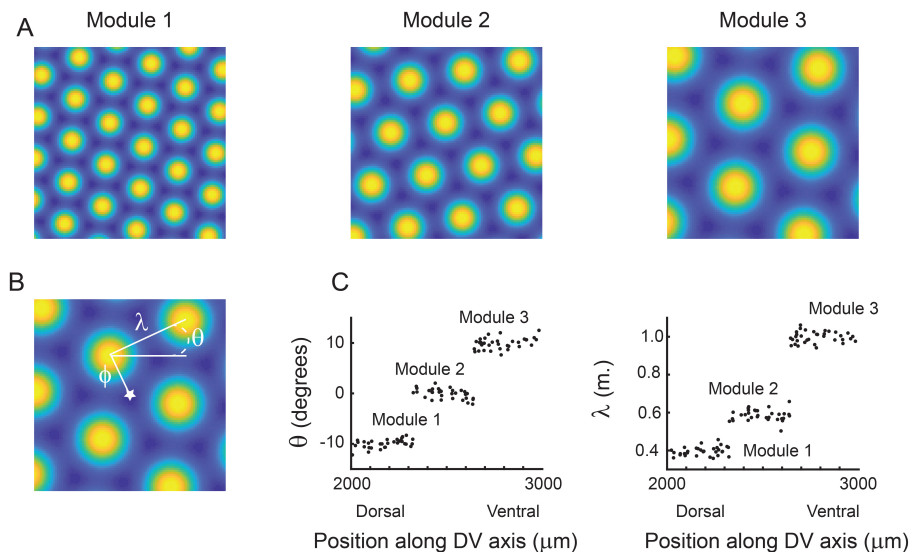 Module 1
Module 2
Module 3
A
B
λ
θ
ϕ
C
θ (degrees)
10
0
-10
Module 3
Module 2
Module 1
2000
3000
Dorsal
Ventral
Position along DV axis (μm)
λ (m.)
1.0
0.8
0.6
0.4
Module 3
Module 2
Module 1
2000
3000
Dorsal
Ventral
Position along DV axis (μm)